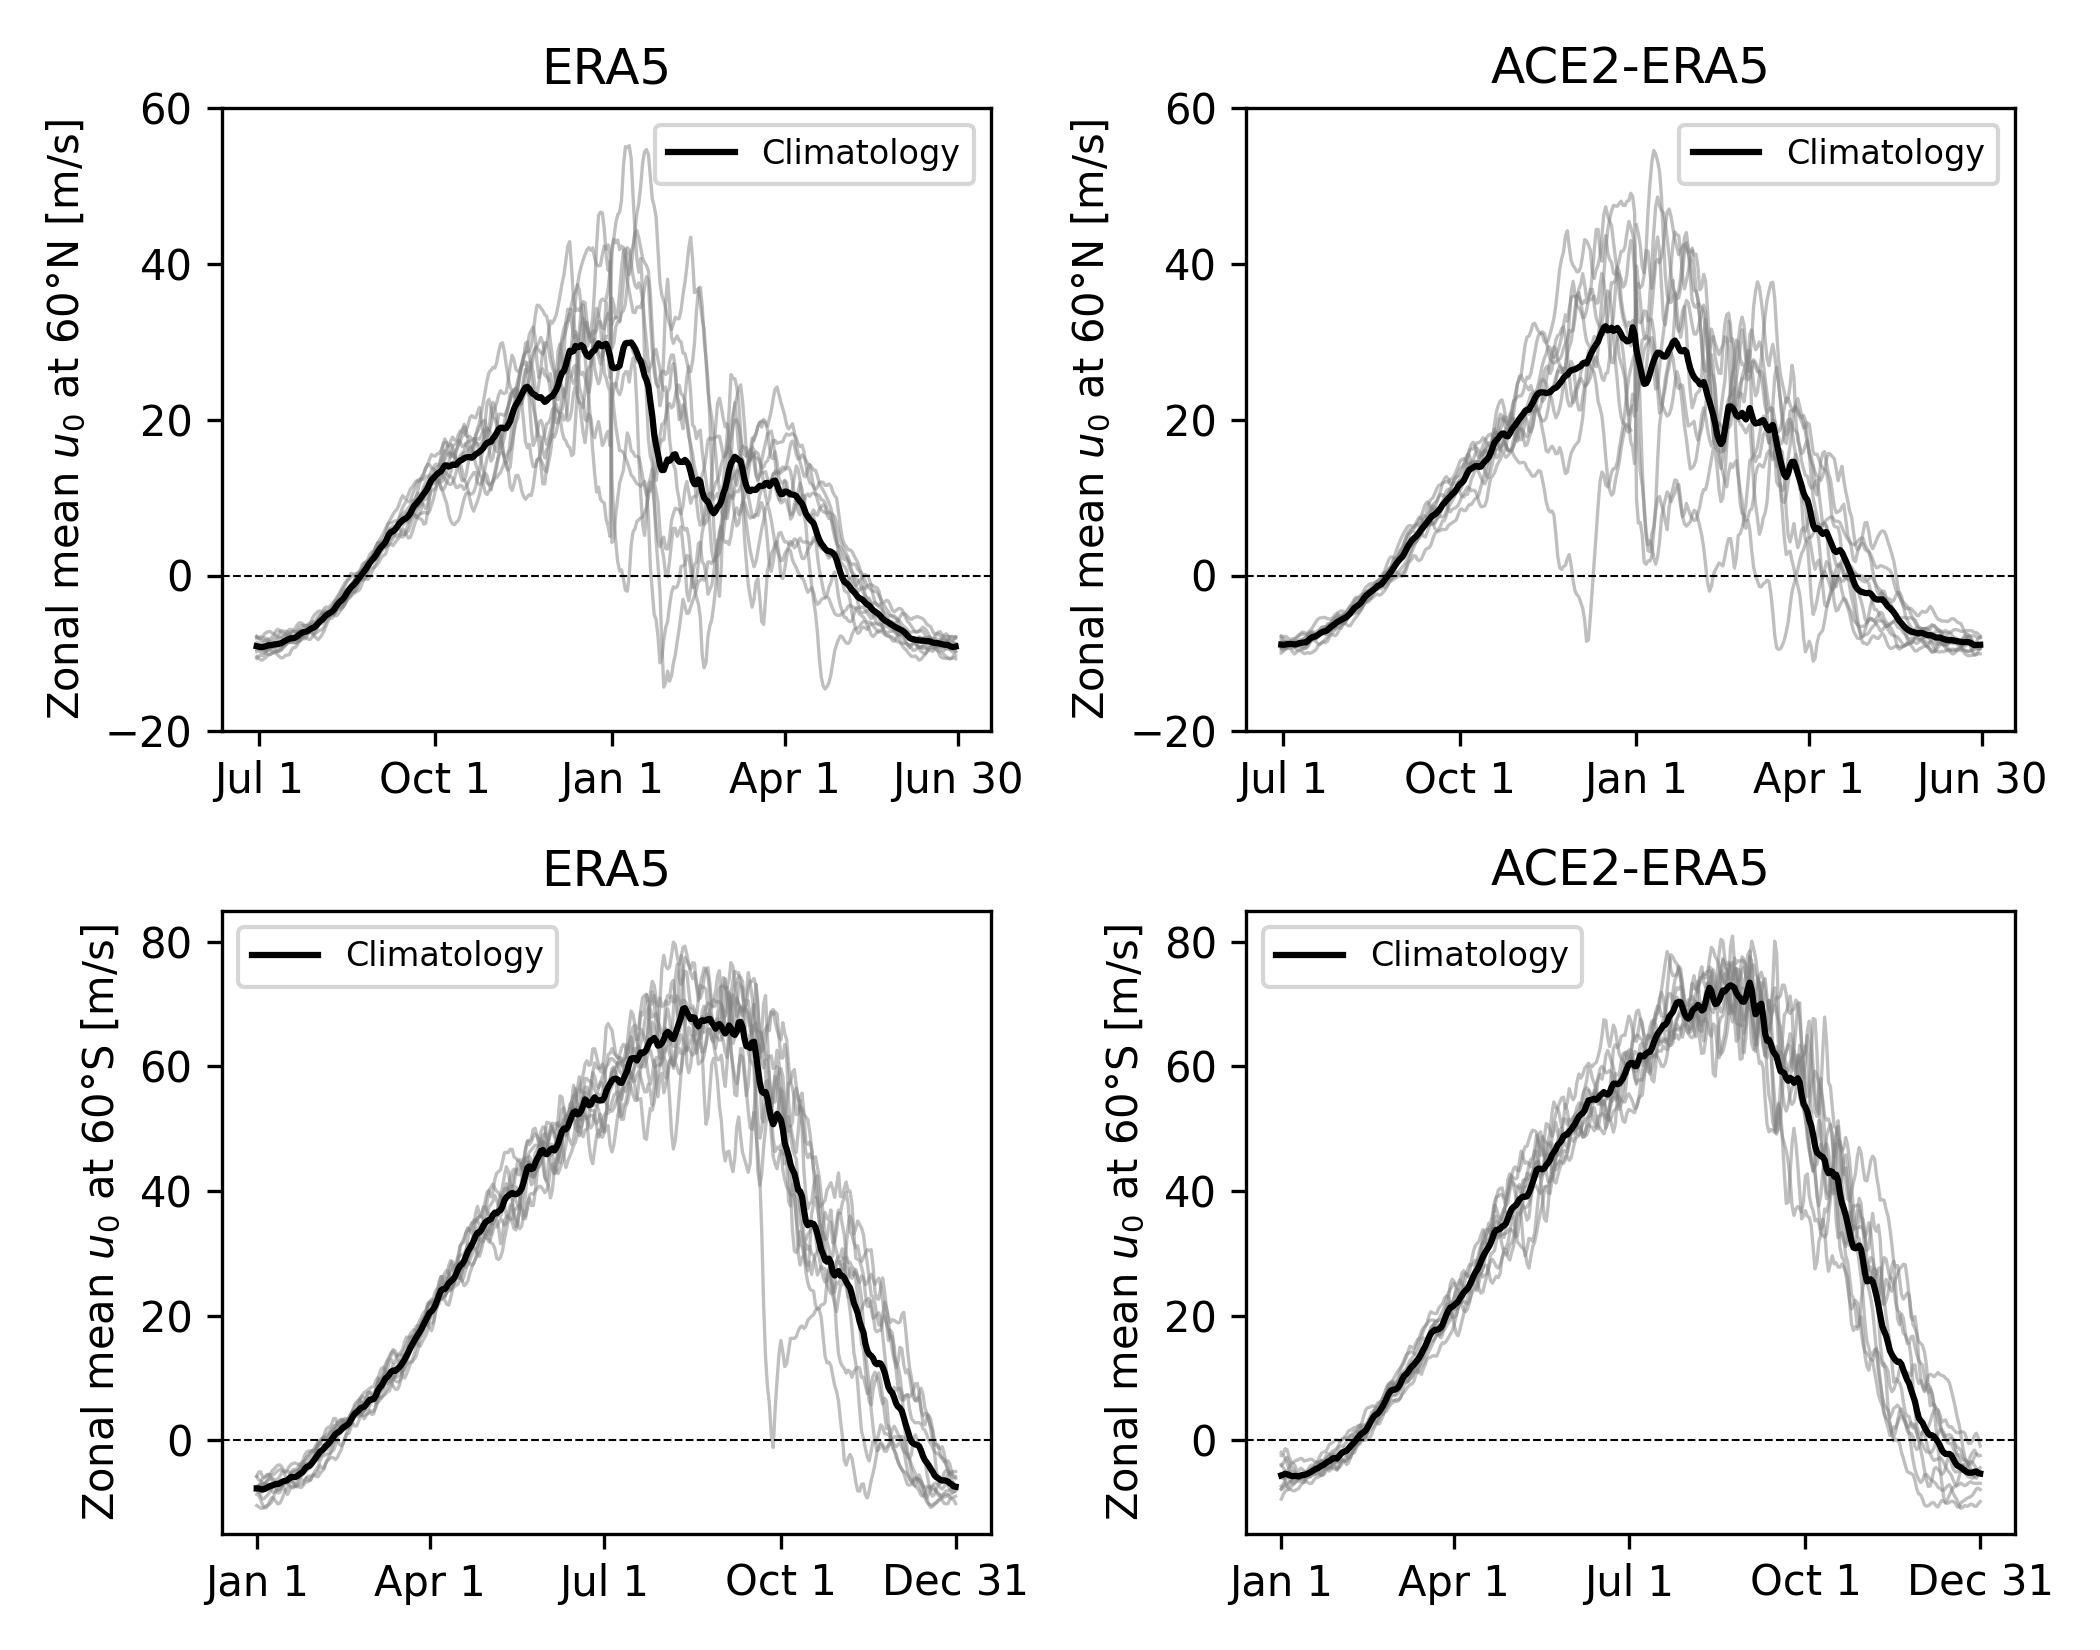 ERA5
Zonal mean u₀ at 60°N [m/s]
60
40
20
0
−20
Climatology
Jul 1
Oct 1
Jan 1
Apr 1
Jun 30
ACE2-ERA5
Zonal mean u₀ at 60°N [m/s]
60
40
20
0
−20
Climatology
Jul 1
Oct 1
Jan 1
Apr 1
Jun 30
ERA5
Zonal mean u₀ at 60°S [m/s]
80
60
40
20
0
Climatology
Jan 1
Apr 1
Jul 1
Oct 1
Dec 31
ACE2-ERA5
Zonal mean u₀ at 60°S [m/s]
80
60
40
20
0
Climatology
Jan 1
Apr 1
Jul 1
Oct 1
Dec 31